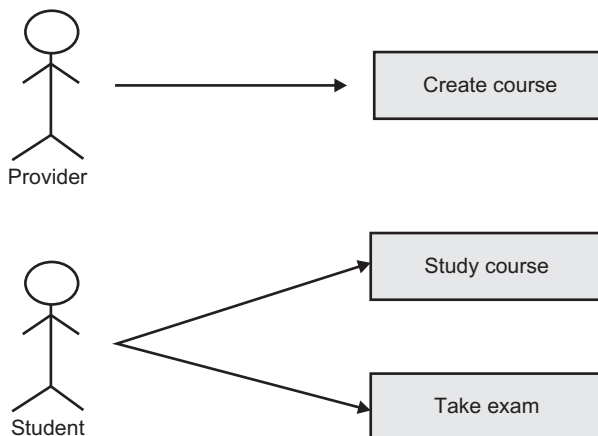 Create course
Provider
Study course
Take exam
Student